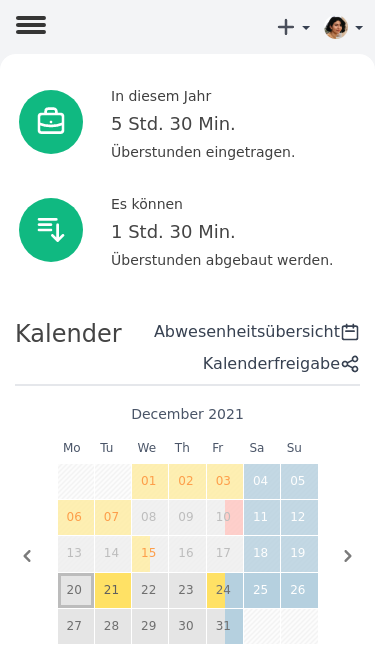 In diesem Jahr
5 Std. 30 Min.
Überstunden eingetragen.
Es können
1 Std. 30 Min.
Überstunden abgebaut werden.
Kalender
Abwesenheitsübersicht
Kalenderfreigabe
December 2021
Mo Tu We Th Fr Sa Su
01 02 03 04 05
06 07 08 09 10 11 12
13 14 15 16 17 18 19
20 21 22 23 24 25 26
27 28 29 30 31